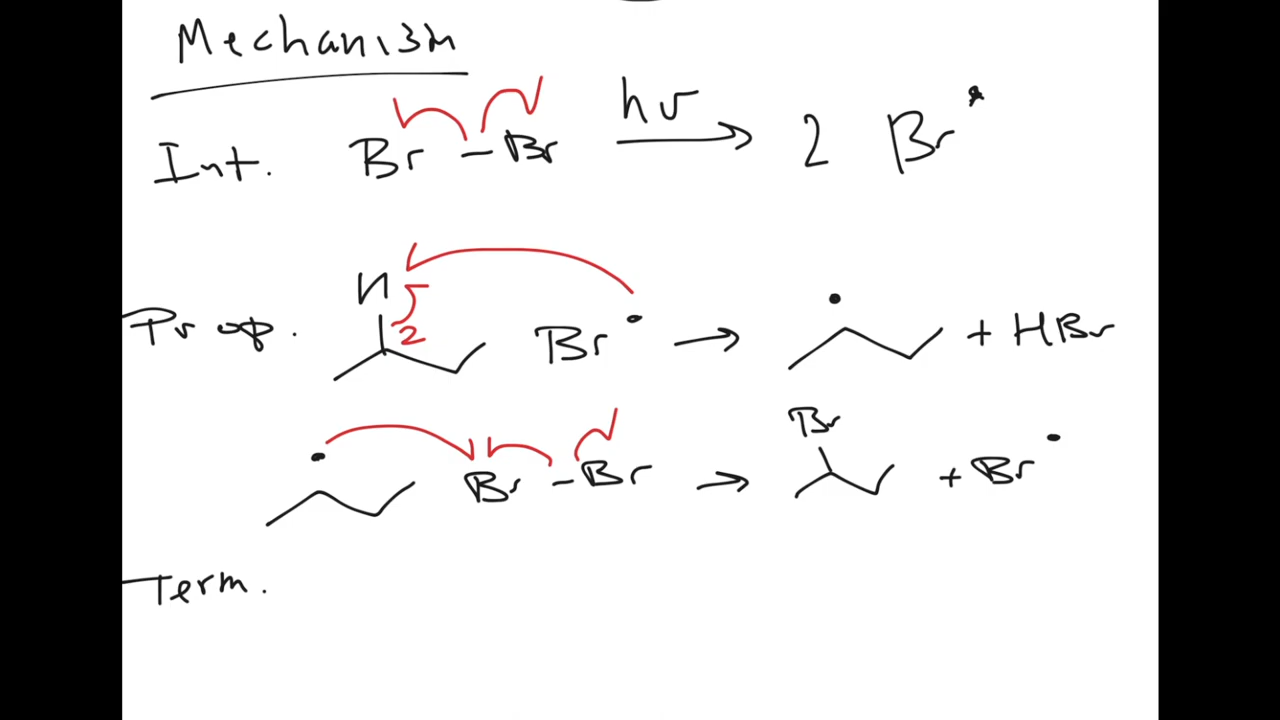 Mechanism
Int. Br - Br hν → 2 Br•
H
Prop. 2 Br• → • + HBr
Br
• Br - Br → + Br•
Term.